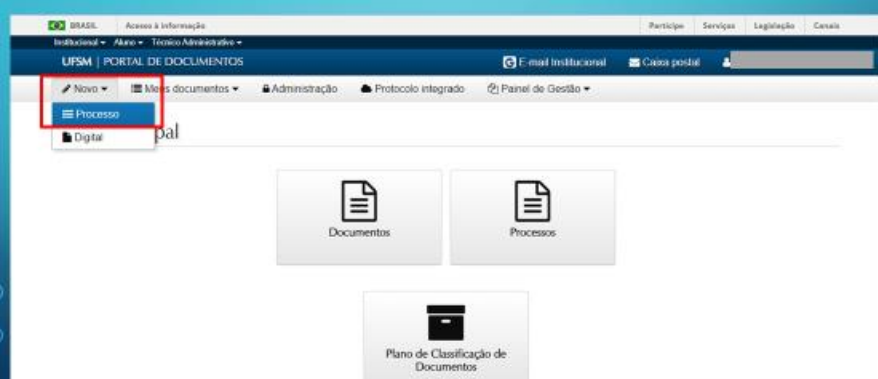 BRASIL Acesso à informação Participe Serviços Legislação Canais
Institucional Aluno Técnico Administrativo
UFSM | PORTAL DE DOCUMENTOS E-mail Institucional Caixa postal
Novo Meus documentos Administração Protocolo integrado Painel de Gestão
Processo
Digital
pal
Documentos Processos
Plano de Classificação de
Documentos